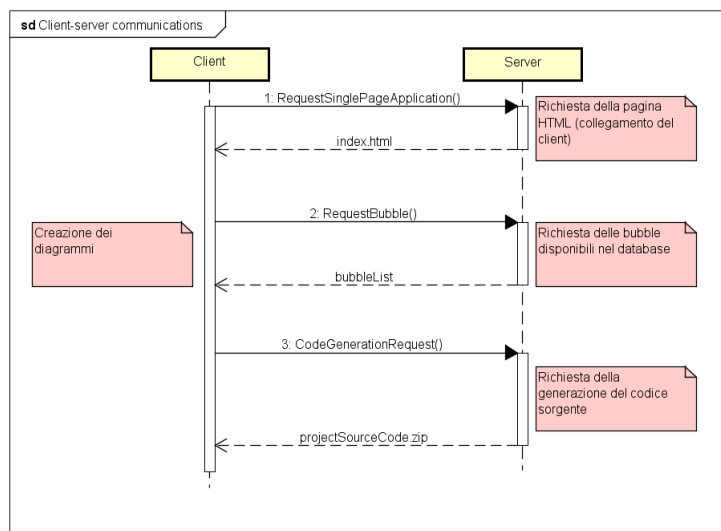 sd Client-server communications
Client
Server
1: RequestSinglePageApplication()
Richiesta della pagina
HTML (collegamento del
client)
index.html
2: RequestBubble()
Creazione dei
diagrammi
Richiesta delle bubble
disponibili nel database
bubbleList
3: CodeGenerationRequest()
Richiesta della
generazione del codice
sorgente
projectSourceCode.zip